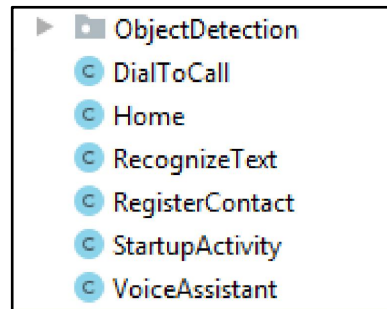 ObjectDetection
C DialToCall
C Home
C RecognizeText
C RegisterContact
C StartupActivity
C VoiceAssistant